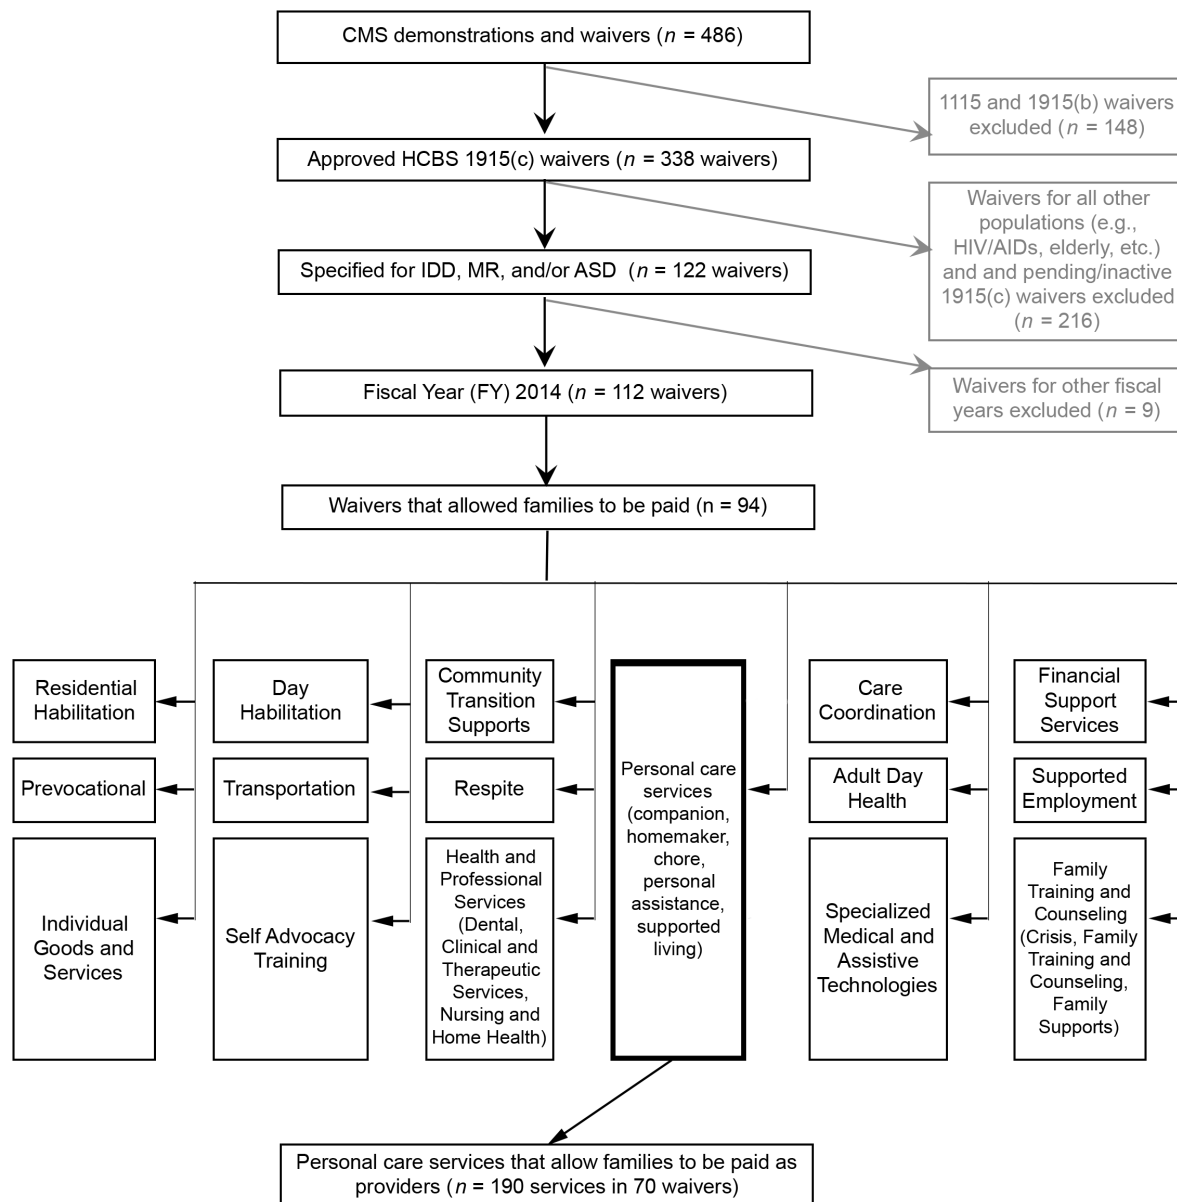 CMS demonstrations and waivers (n = 486)
1115 and 1915(b) waivers
excluded (n = 148)
Approved HCBS 1915(c) waivers (n = 338 waivers)
Waivers for all other
populations (e.g.,
HIV/AIDs, elderly, etc.)
and and pending/inactive
1915(c) waivers excluded
(n = 216)
Specified for IDD, MR, and/or ASD (n = 122 waivers)
Fiscal Year (FY) 2014 (n = 112 waivers)
Waivers for other fiscal
years excluded (n = 9)
Waivers that allowed families to be paid (n = 94)
Residential
Habilitation
Day
Habilitation
Community
Transition
Supports
Care
Coordination
Financial
Support
Services
Prevocational
Transportation
Respite
Personal care
services
(companion,
homemaker,
chore,
personal
assistance,
supported
living)
Adult Day
Health
Supported
Employment
Individual
Goods and
Services
Self Advocacy
Training
Health and
Professional
Services
(Dental,
Clinical and
Therapeutic
Services,
Nursing and
Home Health)
Specialized
Medical and
Assistive
Technologies
Family
Training and
Counseling
(Crisis, Family
Training and
Counseling,
Family
Supports)
Personal care services that allow families to be paid as
providers (n = 190 services in 70 waivers)